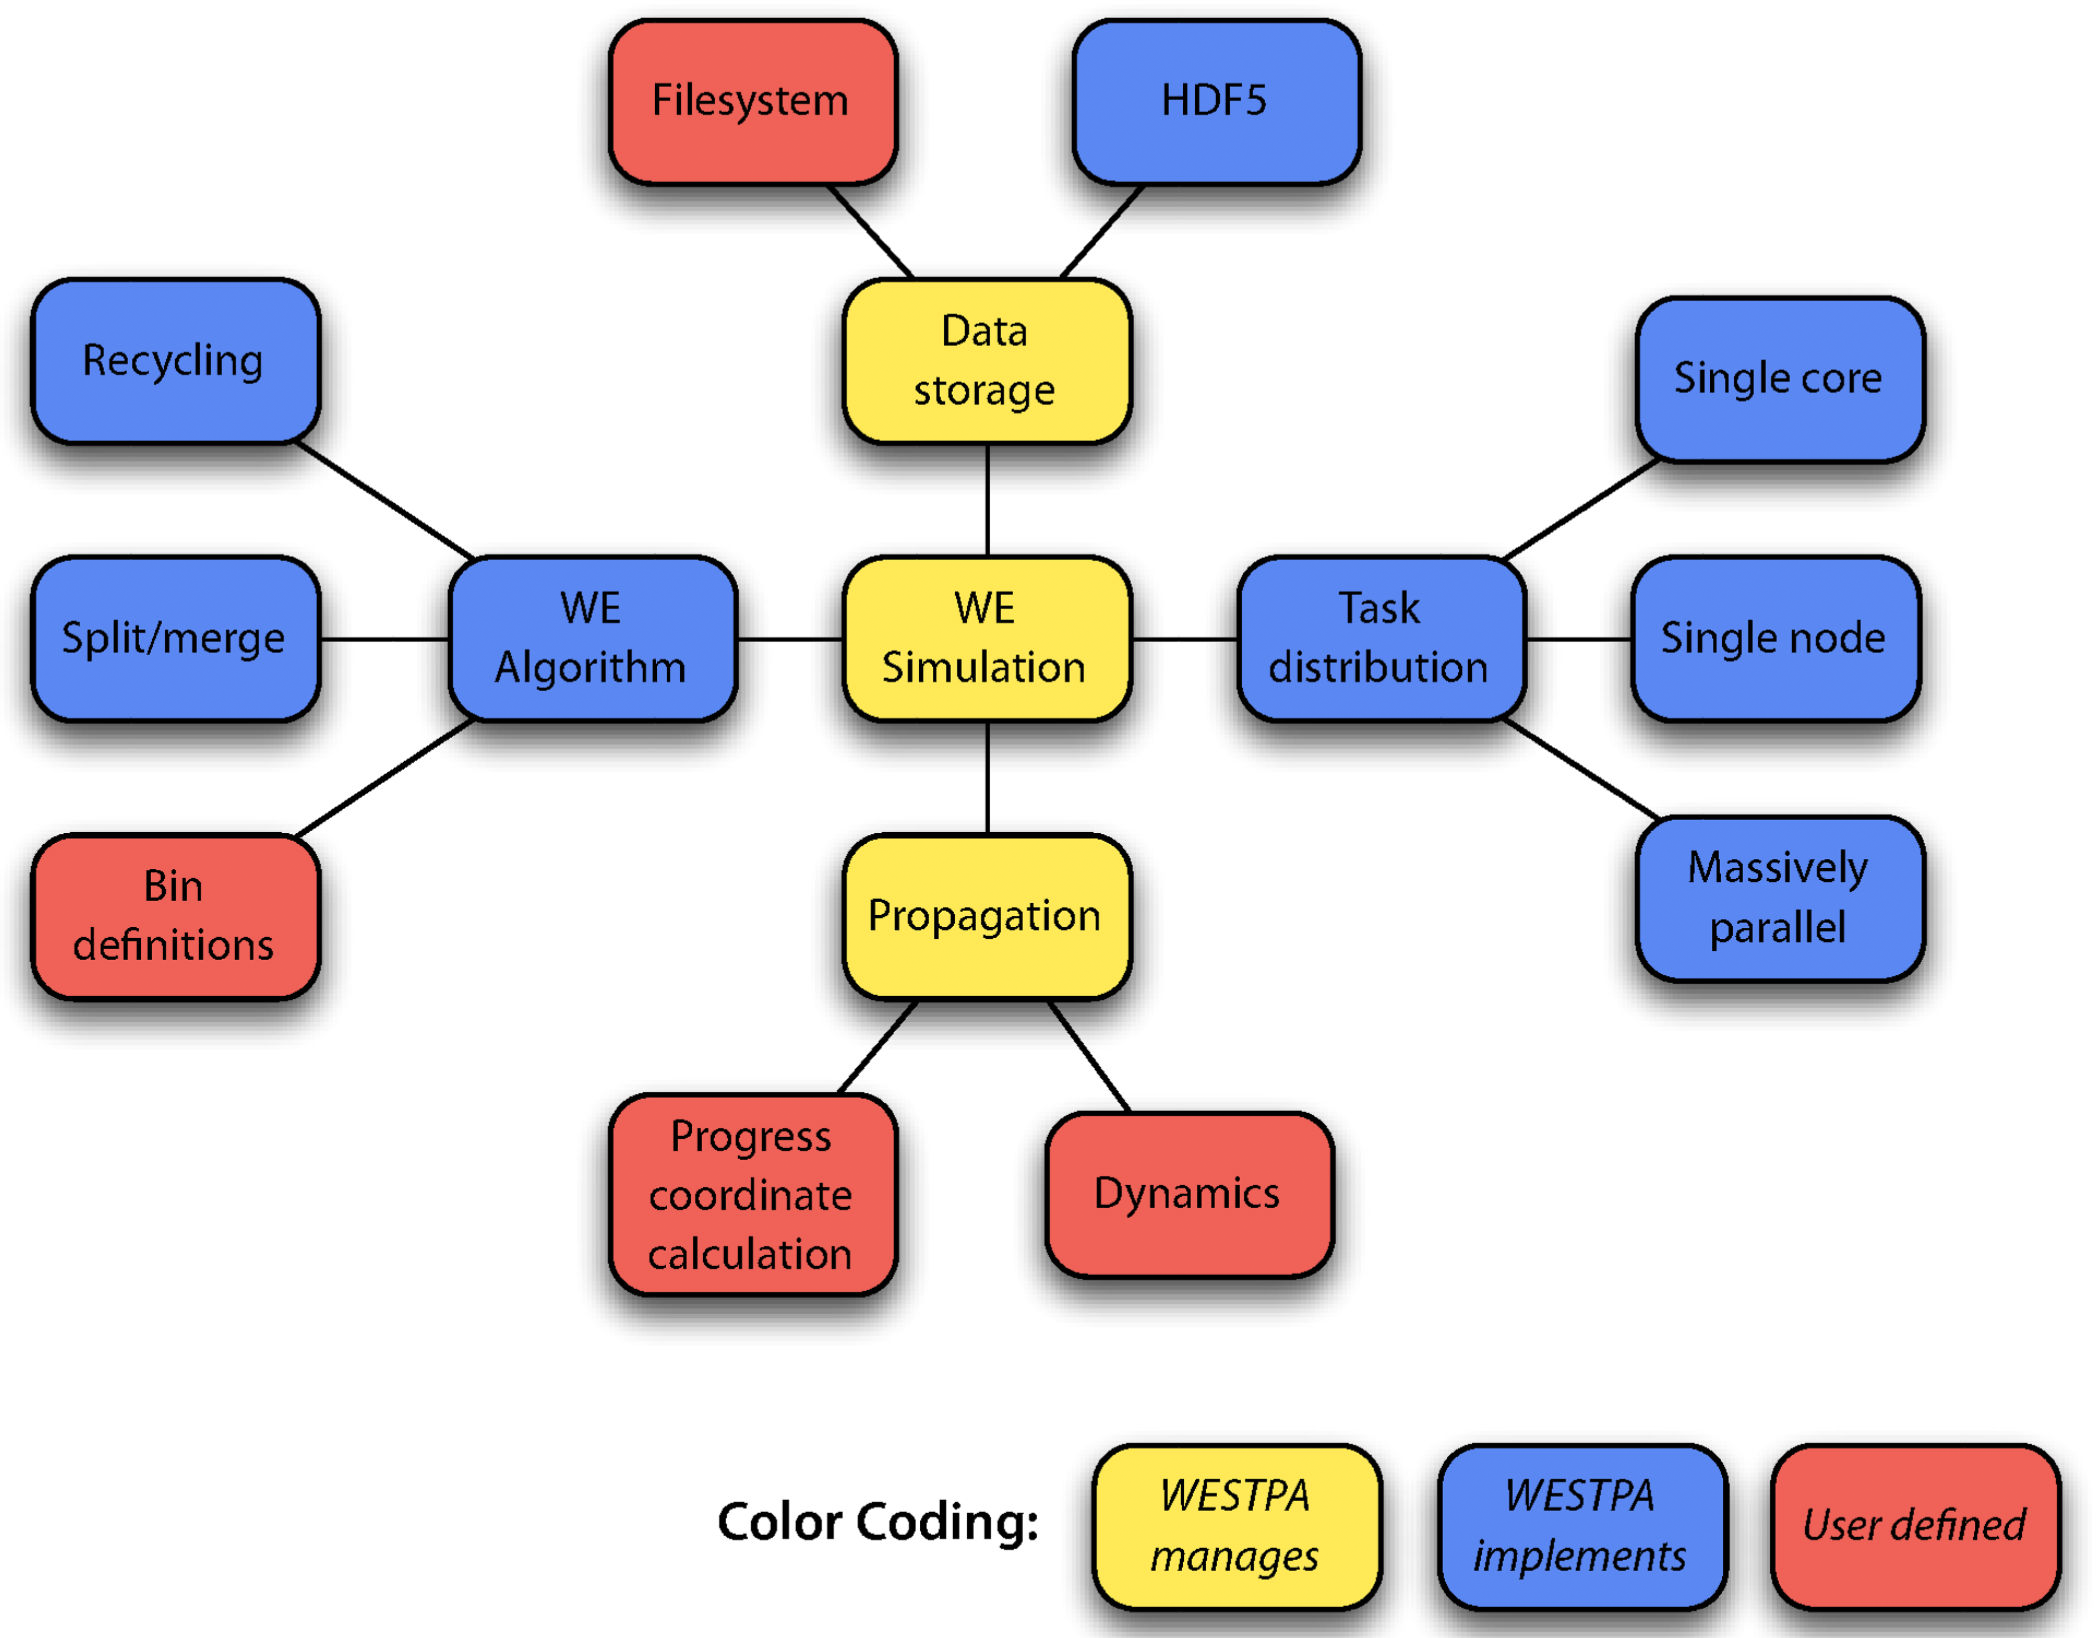 Filesystem
HDF5
Data
storage
Recycling
Single core
Split/merge
WE
Algorithm
WE
Simulation
Task
distribution
Single node
Bin
definitions
Propagation
Massively
parallel
Progress
coordinate
calculation
Dynamics
Color Coding:
WESTPA
manages
WESTPA
implements
User defined